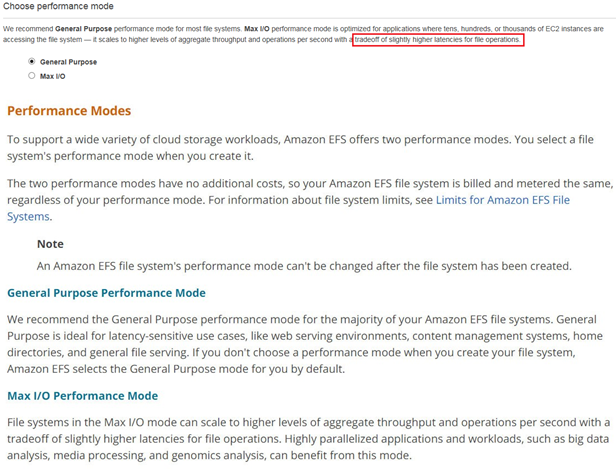 Choose performance mode
We recommend General Purpose performance mode for most file systems. Max I/O performance mode is optimized for applications where tens, hundreds, or thousands of EC2 instances are
accessing the file system — it scales to higher levels of aggregate throughput and operations per second with a tradeoff of slightly higher latencies for file operations.
General Purpose
Max I/O
Performance Modes
To support a wide variety of cloud storage workloads, Amazon EFS offers two performance modes. You select a
file system's performance mode when you create it.
The two performance modes have no additional costs, so your Amazon EFS file system is billed and metered the same,
regardless of your performance mode. For information about file system limits, see Limits for Amazon EFS File
Systems.
Note
An Amazon EFS file system's performance mode can't be changed after the file system has been created.
General Purpose Performance Mode
We recommend the General Purpose performance mode for the majority of your Amazon EFS file systems. General
Purpose is ideal for latency-sensitive use cases, like web serving environments, content management systems, home
directories, and general file serving. If you don't choose a performance mode when you create your file system,
Amazon EFS selects the General Purpose mode for you by default.
Max I/O Performance Mode
File systems in the Max I/O mode can scale to higher levels of aggregate throughput and operations per second with a
tradeoff of slightly higher latencies for file operations. Highly parallelized applications and workloads, such as big data
analysis, media processing, and genomics analysis, can benefit from this mode.